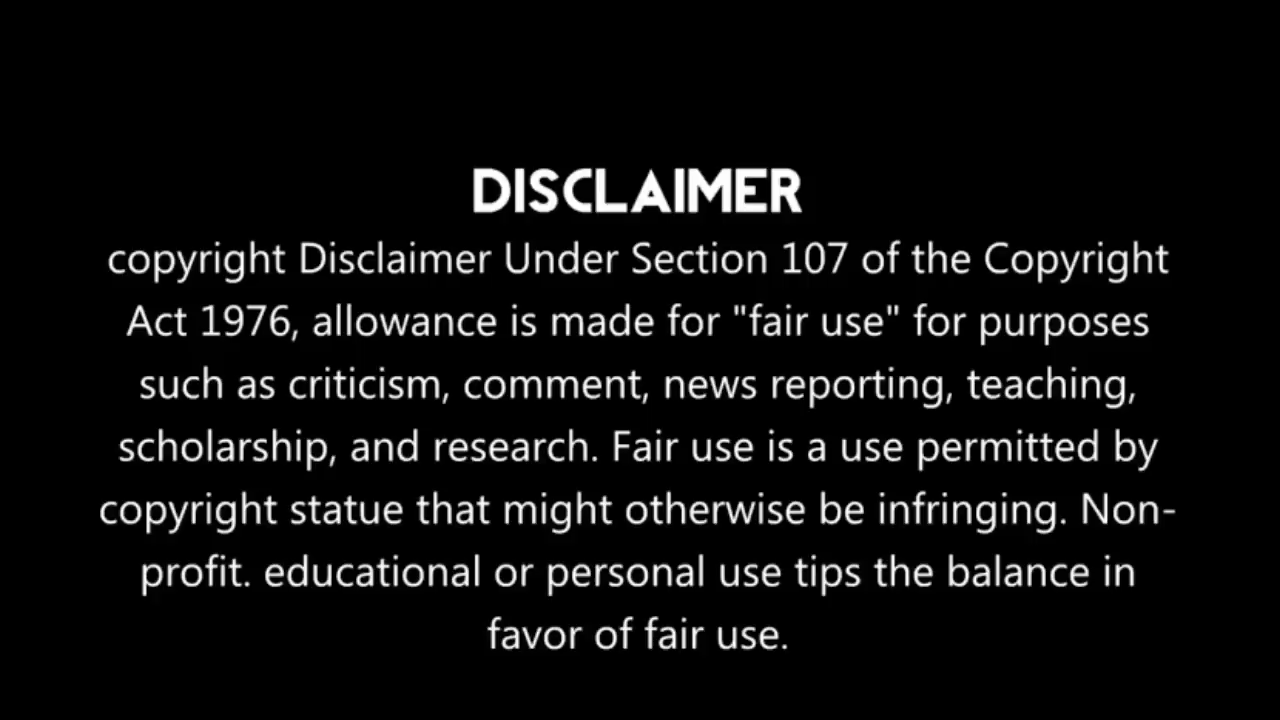 DISCLAIMER
copyright Disclaimer Under Section 107 of the Copyright
Act 1976, allowance is made for "fair use" for purposes
such as criticism, comment, news reporting, teaching,
scholarship, and research. Fair use is a use permitted by
copyright statue that might otherwise be infringing. Non-
profit. educational or personal use tips the balance in
favor of fair use.